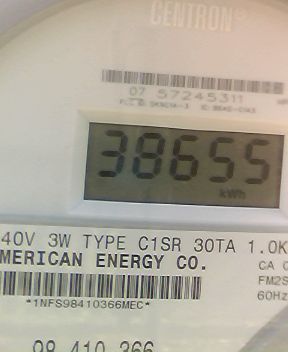 CENTRON®
07 57245311
38655
kWh
40V 3W TYPE C1SR 30TA 1.0K
MERICAN ENERGY CO.
CA 0
FM2S
60Hz
*1NFS98410366MEC*
98 410 366